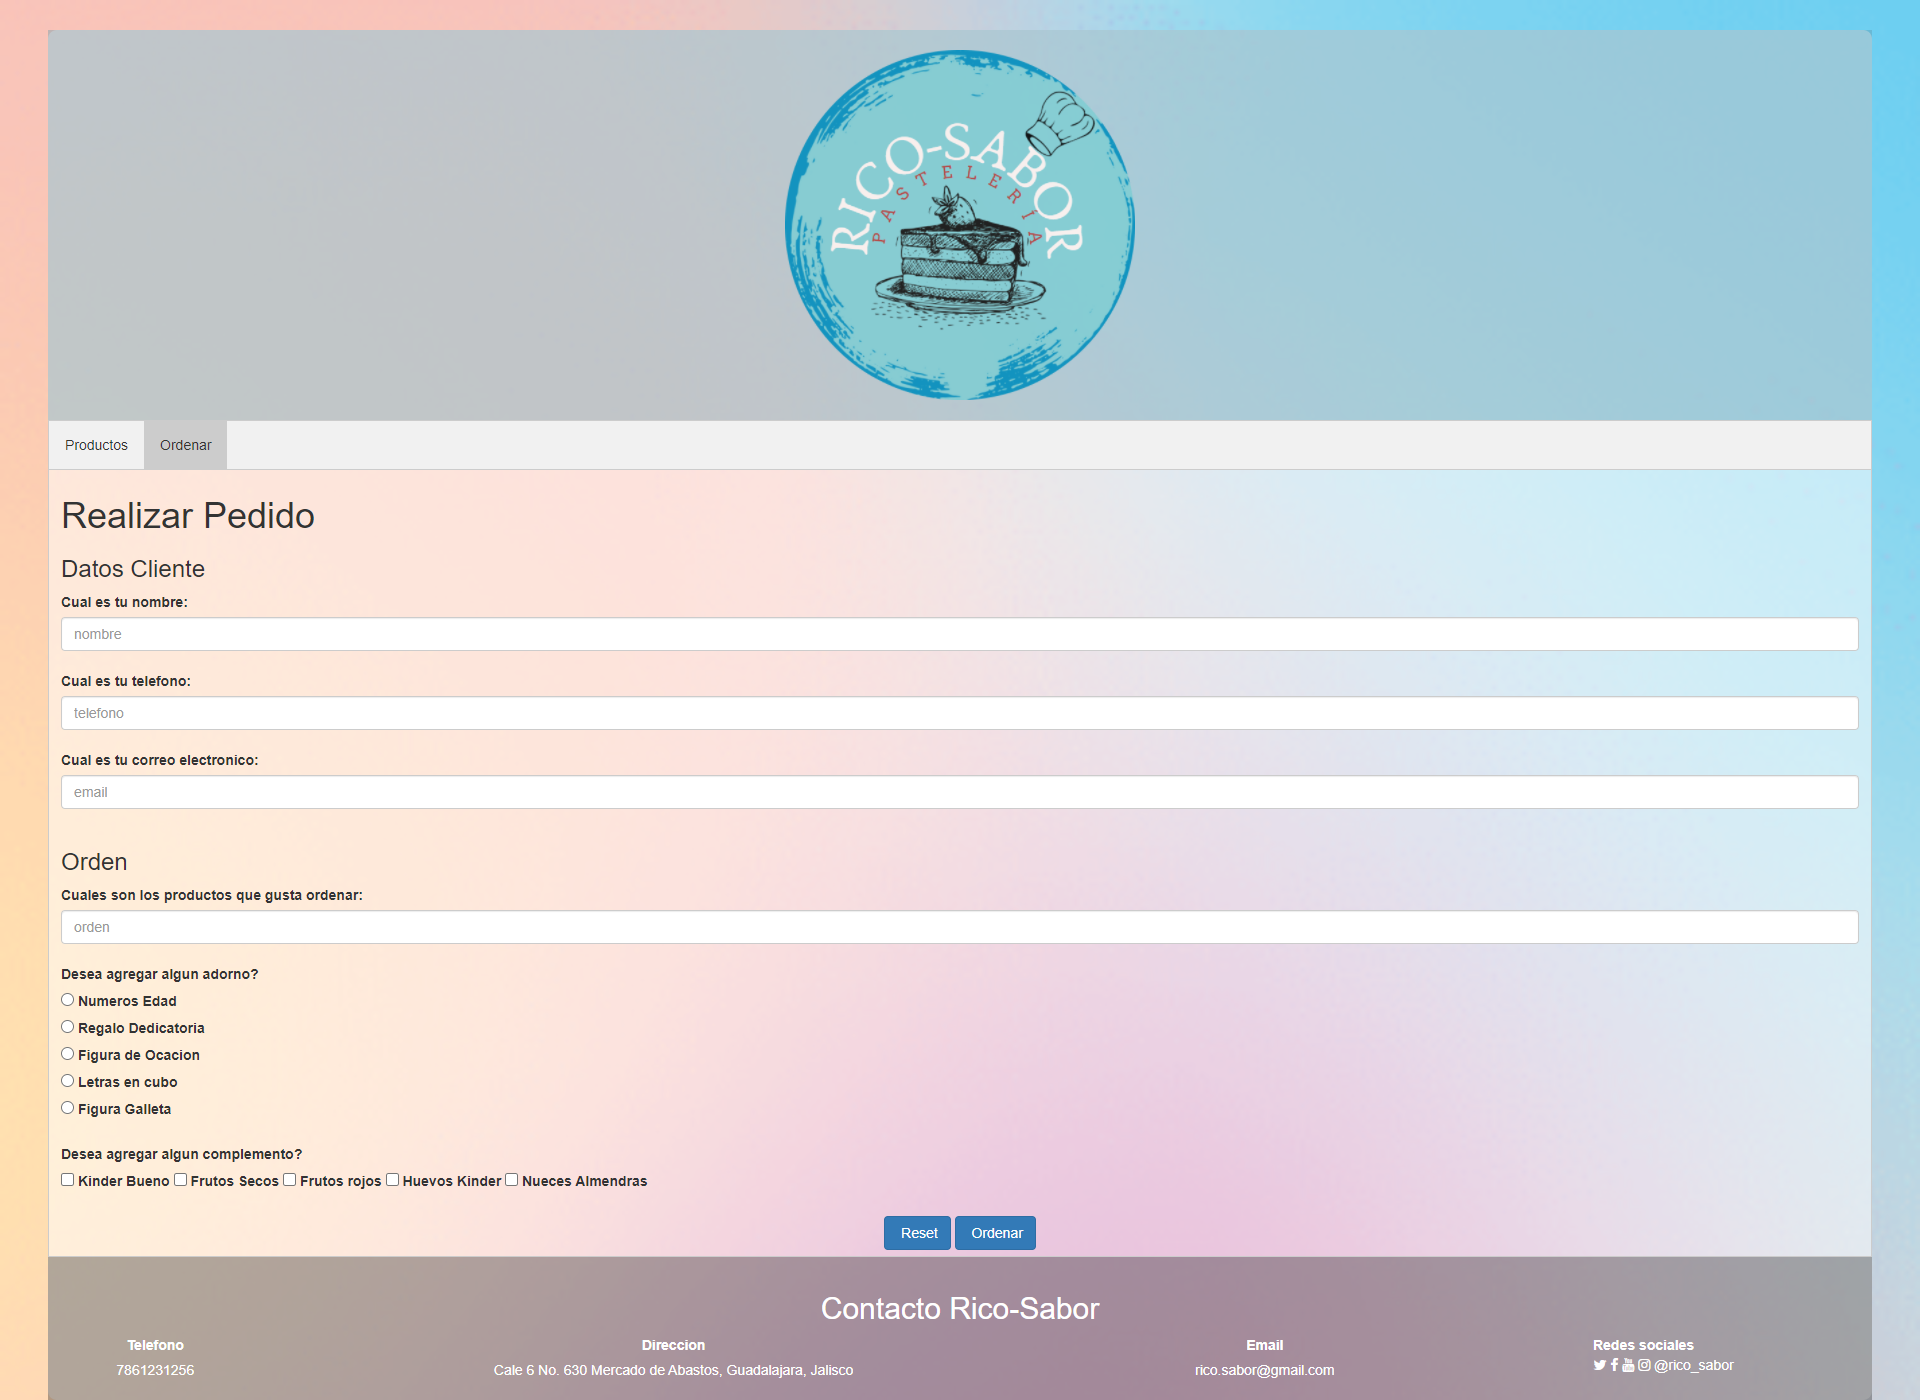 RICO-SABOR
PASTELERÍA
Productos
Ordenar
Realizar Pedido
Datos Cliente
Cual es tu nombre:
nombre
Cual es tu telefono:
telefono
Cual es tu correo electronico:
email
Orden
Cuales son los productos que gusta ordenar:
orden
Desea agregar algun adorno?
Numeros Edad
Regalo Dedicatoria
Figura de Ocacion
Letras en cubo
Figura Galleta
Desea agregar algun complemento?
Kinder Bueno Frutos Secos Frutos rojos Huevos Kinder Nueces Almendras
Reset Ordenar
Contacto Rico-Sabor
Telefono
7861231256
Direccion
Cale 6 No. 630 Mercado de Abastos, Guadalajara, Jalisco
Email
rico.sabor@gmail.com
Redes sociales
@rico_sabor